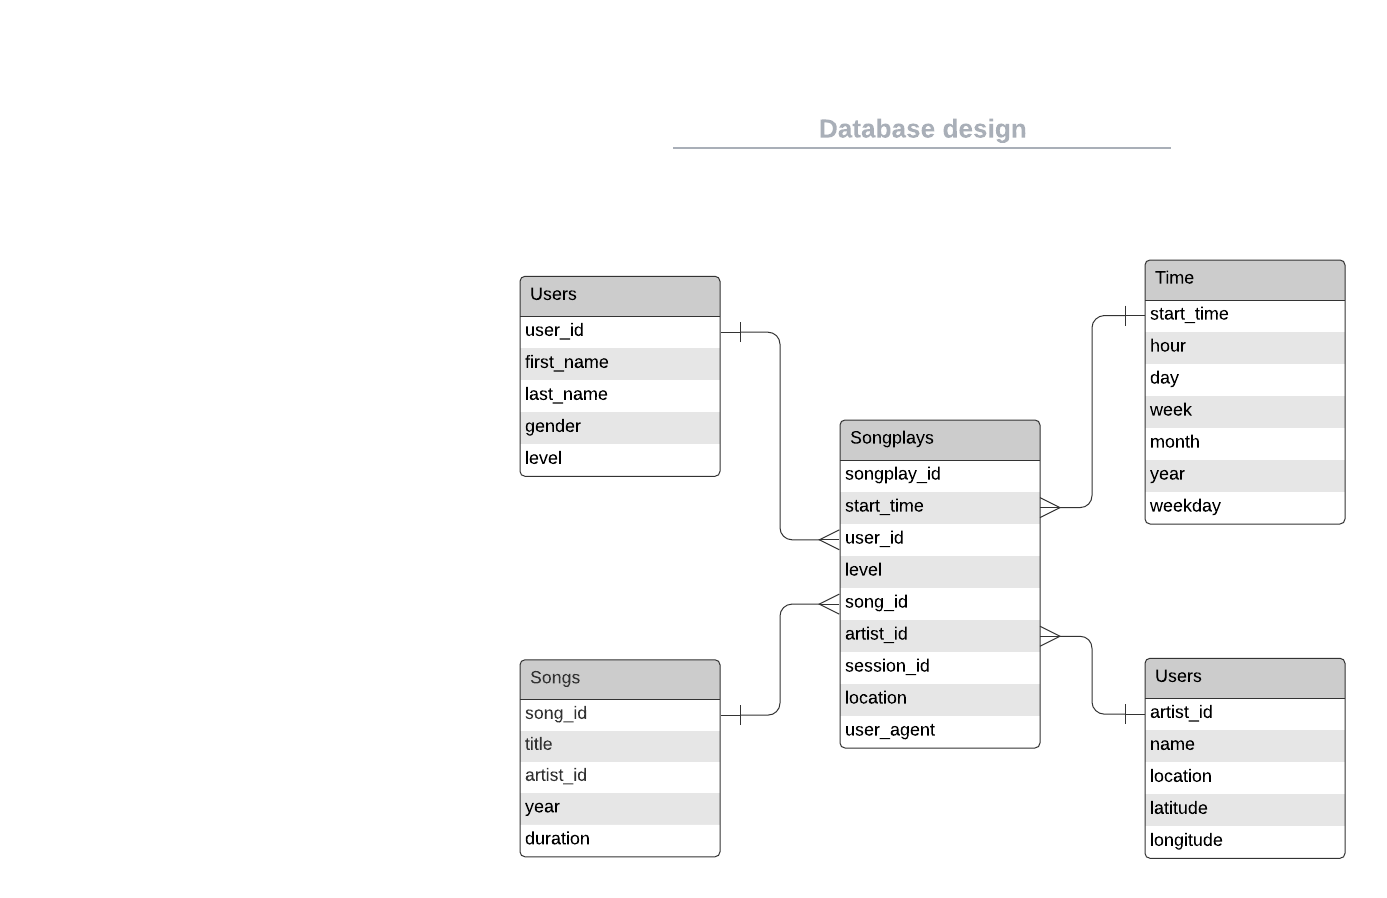 Database design
Users
user_id
first_name
last_name
gender
level
Songs
song_id
title
artist_id
year
duration
Songplays
songplay_id
start_time
user_id
level
song_id
artist_id
session_id
location
user_agent
Time
start_time
hour
day
week
month
year
weekday
Users
artist_id
name
location
latitude
longitude